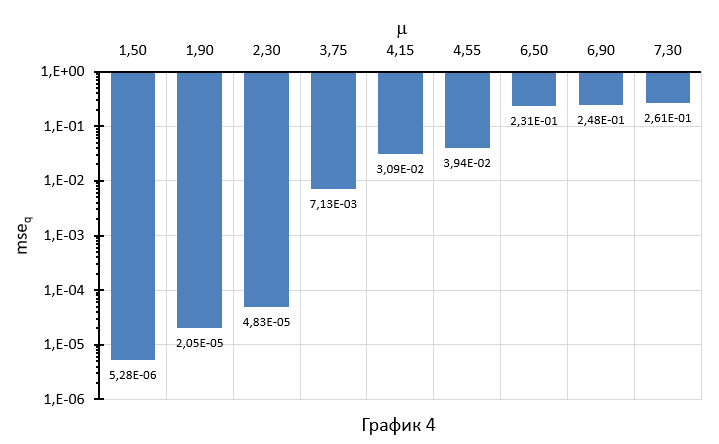 μ
1,50 1,90 2,30 3,75 4,15 4,55 6,50 6,90 7,30
1,E+00
1,E-01
1,E-02
1,E-03
1,E-04
1,E-05
1,E-06
mseq
5,28E-06
2,05E-05
4,83E-05
7,13E-03
3,09E-02
3,94E-02
2,31E-01
2,48E-01
2,61E-01
График 4